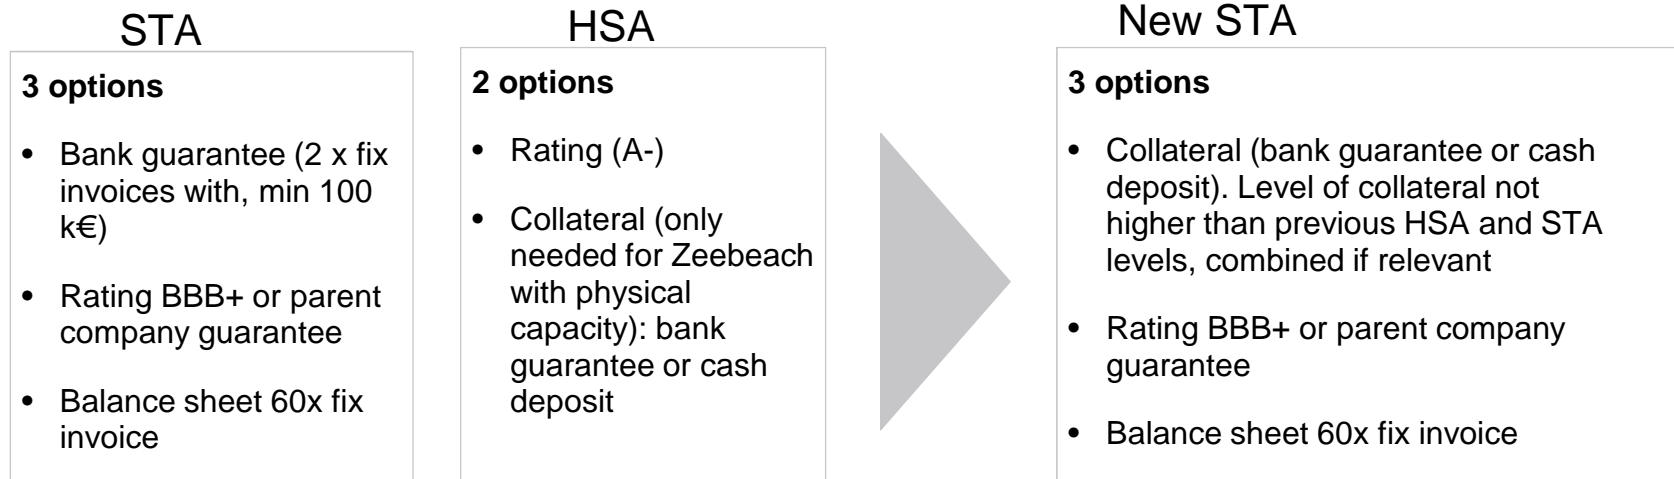 STA
3 options
• Bank guarantee (2 x fix
invoices with, min 100
k€)
• Rating BBB+ or parent
company guarantee
• Balance sheet 60x fix
invoice
HSA
2 options
• Rating (A-)
• Collateral (only
needed for Zeebeach
with physical
capacity): bank
guarantee or cash
deposit
New STA
3 options
• Collateral (bank guarantee or cash
deposit). Level of collateral not
higher than previous HSA and STA
levels, combined if relevant
• Rating BBB+ or parent company
guarantee
• Balance sheet 60x fix invoice